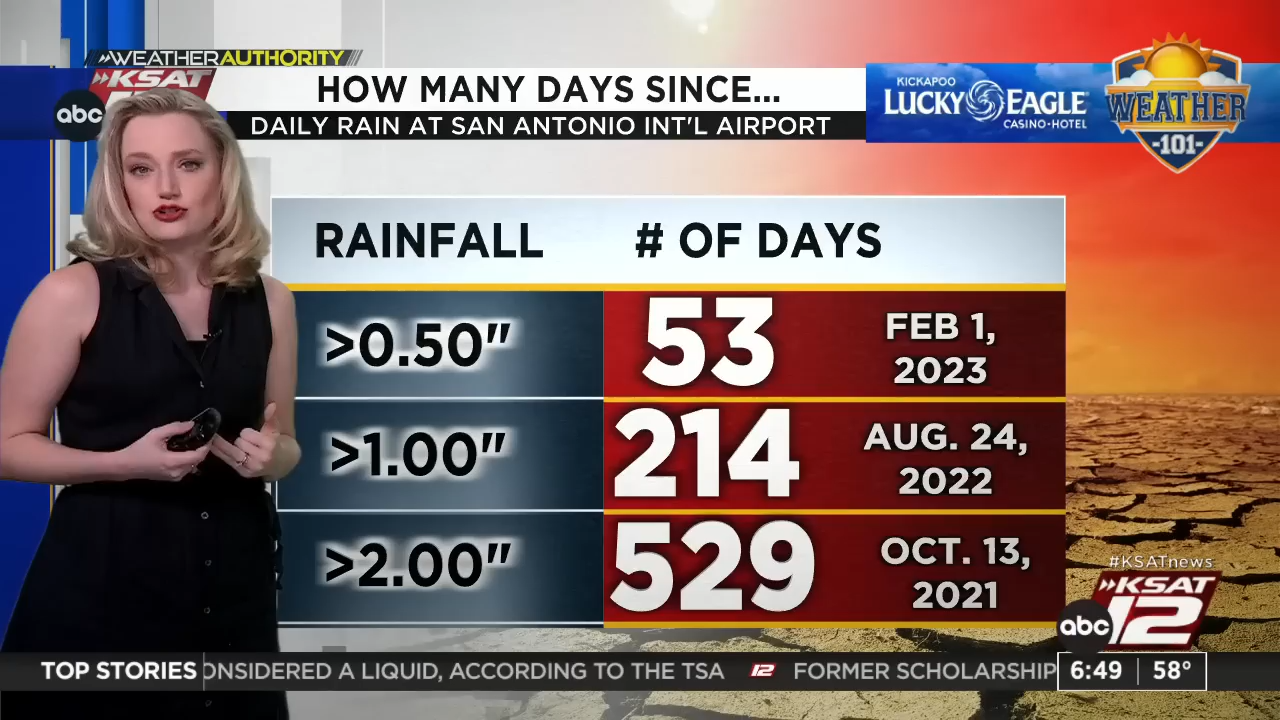 WEATHERAUTHORITY
KSAT
abc
HOW MANY DAYS SINCE...
DAILY RAIN AT SAN ANTONIO INT'L AIRPORT
KICKAPOO
LUCKY EAGLE
CASINO•HOTEL
WEATHER
-101-
RAINFALL # OF DAYS
>0.50" 53 FEB 1, 2023
>1.00" 214 AUG. 24, 2022
>2.00" 529 OCT. 13, 2021
#KSATnews
KSAT
abc 12
TOP STORIES ONSIDERED A LIQUID, ACCORDING TO THE TSA 12 FORMER SCHOLARSHIP 6:49 58°